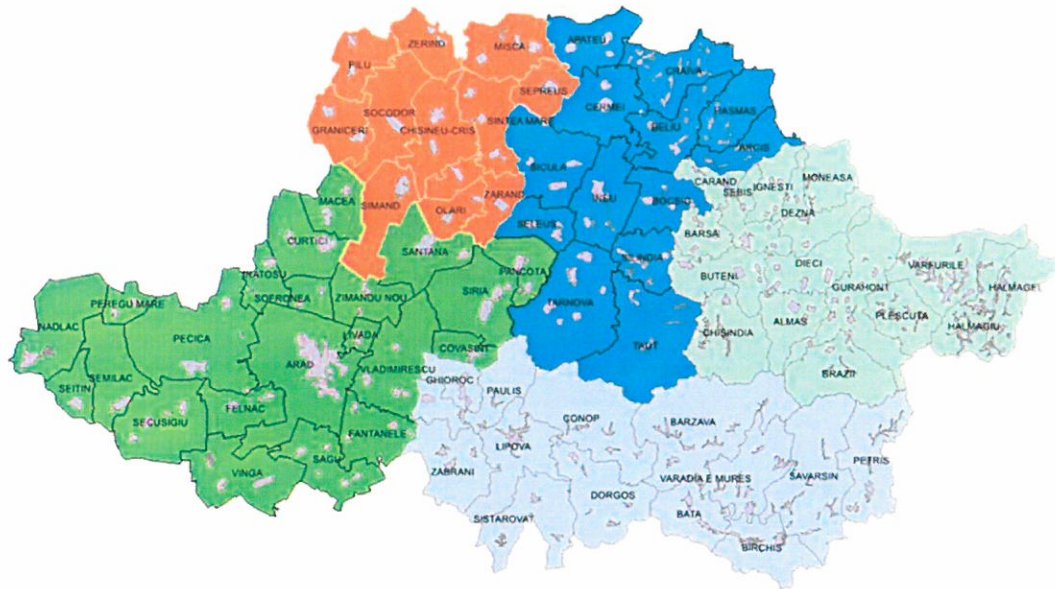 ZERIND
MISCA
APATEU
PILU
CRAIVA
SEPREUS
SOCODOR
CERMEI
HASMAS
GRANICERI
CHISINEU-CRIS
SINTEA MARE
BELIU
ARCHIS
SICULA
CARAND
MONEASA
IGNESTI
SEBIS
MACEA
SIMAND
ZARAND
INEU
BOCSIG
OLARI
DEZNA
SELEUS
BARSA
CURTICI
SANTANA
SILINDIA
DIECI
PANCOTA
VARFURILE
BUTENI
HALMAGEL
SOFRONEA
ZIMANDU NOU
SIRIA
GURAHONT
PEREGU MARE
TARNOVA
PLESCUTA
NADLAC
ALMAS
HALMAGIU
PECICA
LIVADA
CHISINDIA
COVASINT
TAUT
ARAD
VLADIMIRESCU
BRAZII
SEMLAC
GHIOROC
SEITIN
PAULIS
FELNAC
CONOP
BARZAVA
SECUSIGIU
FANTANELE
LIPOVA
SAGU
PETRIS
VINGA
ZABRANI
VARADIA E MURES
SAVARSIN
DORGOS
BATA
SISTAROVAT
BIRCHIS